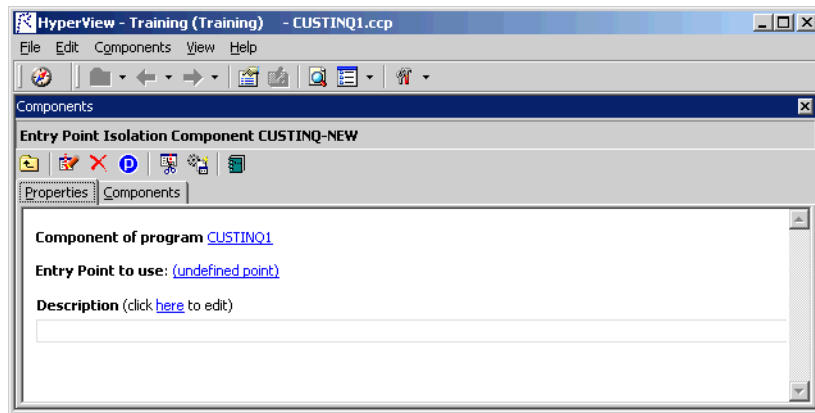 HyperView - Training (Training) - CUSTINQ1.ccp
File Edit Components View Help
Components
Entry Point Isolation Component CUSTINQ-NEW
Properties Components
Component of program CUSTINQ1
Entry Point to use: (undefined point)
Description (click here to edit)